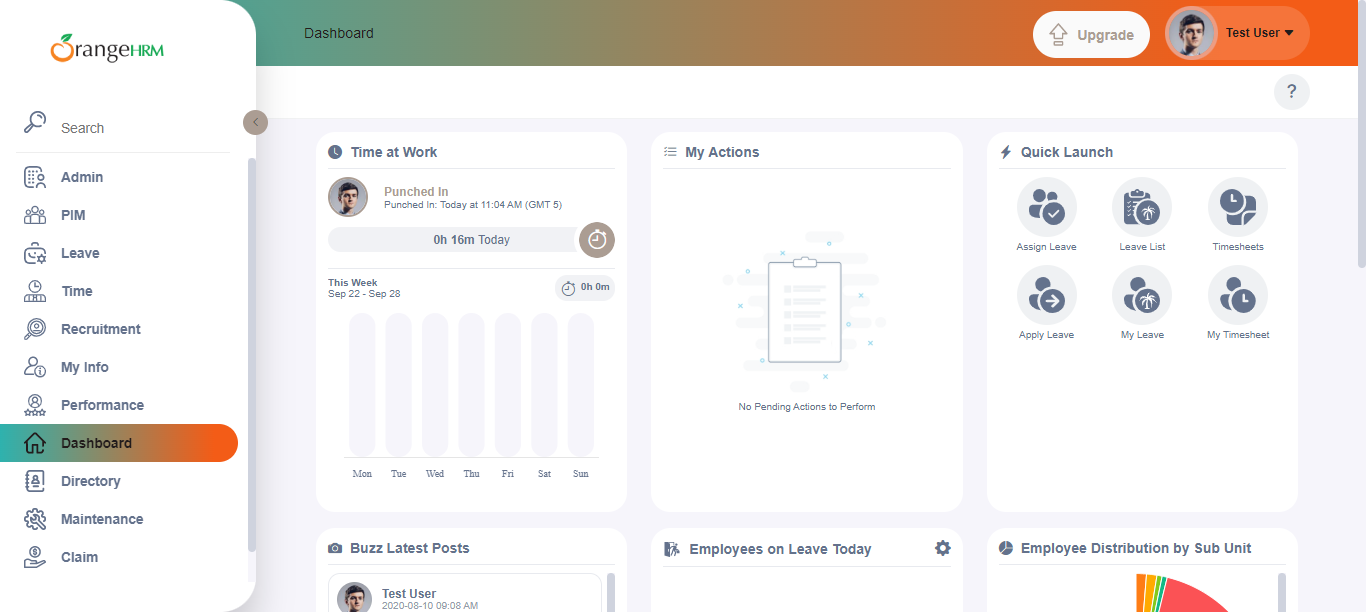 OrangeHRM
Dashboard
Upgrade
Test User
?
Search
Admin
PIM
Leave
Time
Recruitment
My Info
Performance
Dashboard
Directory
Maintenance
Claim
Time at Work
Punched In
Punched In: Today at 11:04 AM (GMT 5)
0h 16m Today
This Week
Sep 22 - Sep 28
0h 0m
Mon Tue Wed Thu Fri Sat Sun
My Actions
No Pending Actions to Perform
Quick Launch
Assign Leave
Leave List
Timesheets
Apply Leave
My Leave
My Timesheet
Buzz Latest Posts
Test User
2020-08-10 09:08 AM
Employees on Leave Today
Employee Distribution by Sub Unit